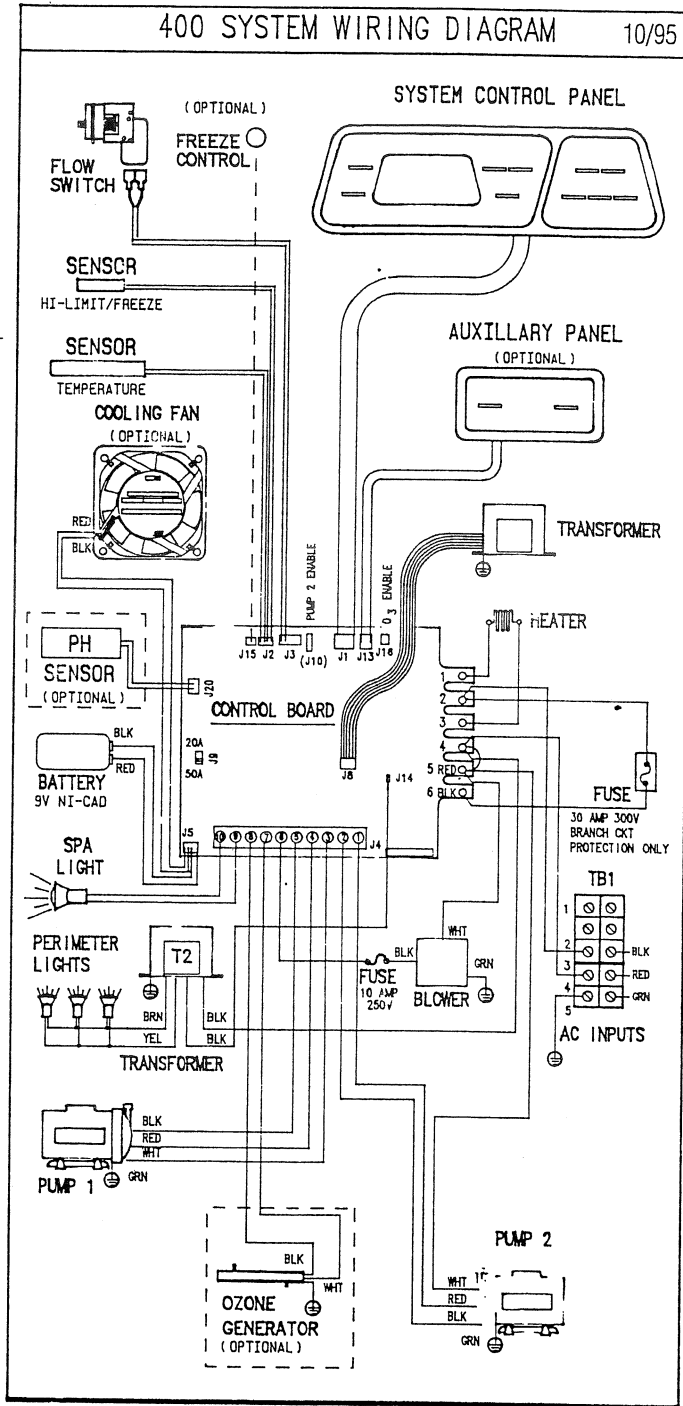 400 SYSTEM WIRING DIAGRAM 10/95
SYSTEM CONTROL PANEL
(OPTIONAL)
FREEZE
CONTROL
FLOW
SWITCH
SENSCR
HI-LIMIT/FREEZE
SENSOR
TEMPERATURE
AUXILLARY PANEL
(OPTIONAL)
COOLING FAN
(OPTIONAL)
RED
BLK
TRANSFORMER
PUMP 2 ENABLE
O3 ENABLE
HEATER
PH
SENSOR
(OPTIONAL)
J15 J2 J3 (J10) J1 J13 J16
J20
CONTROL BOARD
1
2
3
4
5 RED
6 BLK
20A
J9
50A
J8
J14
BLK
RED
BATTERY
9V NI-CAD
FUSE
30 AMP 300V
BRANCH CKT
PROTECTION ONLY
J5
10 9 8 7 6 5 4 3 2 1
J4
SPA
LIGHT
TB1
1
2
3
4
5
BLK
RED
GRN
AC INPUTS
PERIMETER
LIGHTS
T2
BRN
YEL
BLK
BLK
TRANSFORMER
FUSE
10 AMP
250V
BLK
WHT
GRN
BLOWER
BLK
RED
WHT
GRN
PUMP 1
BLK
WHT
OZONE
GENERATOR
(OPTIONAL)
PUMP 2
WHT
RED
BLK
GRN